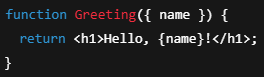 function Greeting({ name }) {
  return <h1>Hello, {name}!</h1>;
}